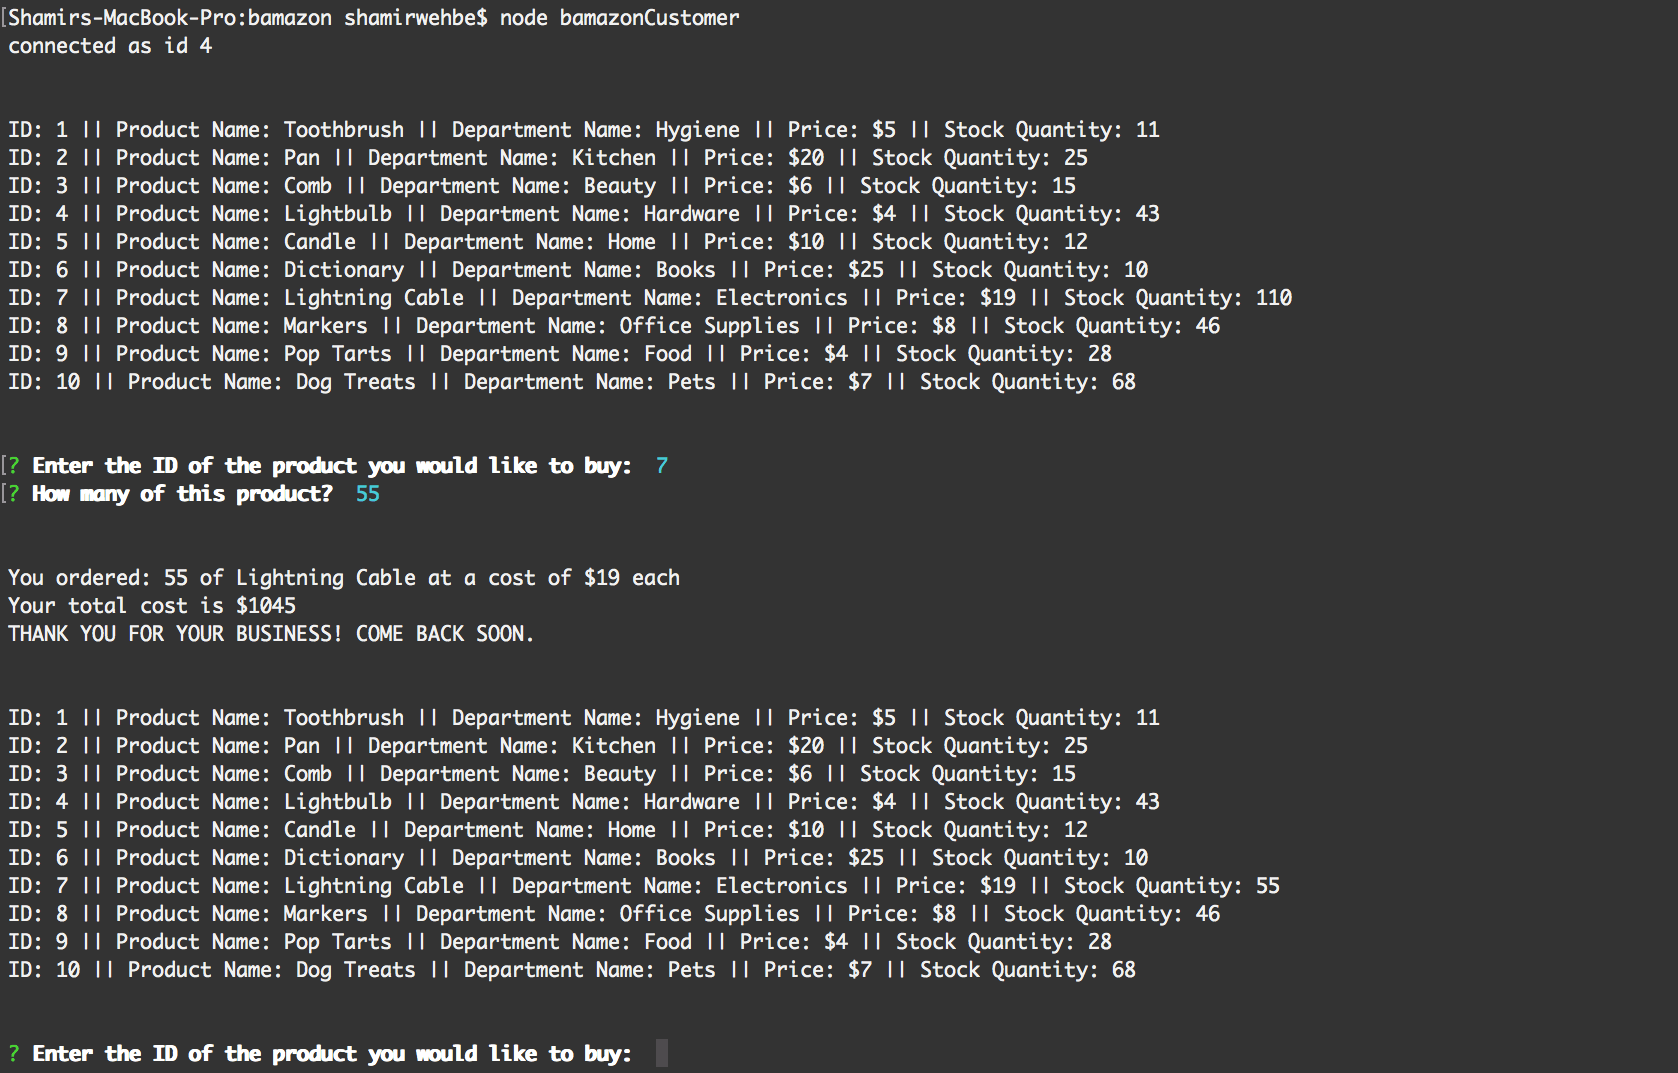 [Shamirs-MacBook-Pro:bamazon shamirwehbe$ node bamazonCustomer
connected as id 4
ID: 1 || Product Name: Toothbrush || Department Name: Hygiene || Price: $5 || Stock Quantity: 11
ID: 2 || Product Name: Pan || Department Name: Kitchen || Price: $20 || Stock Quantity: 25
ID: 3 || Product Name: Comb || Department Name: Beauty || Price: $6 || Stock Quantity: 15
ID: 4 || Product Name: Lightbulb || Department Name: Hardware || Price: $4 || Stock Quantity: 43
ID: 5 || Product Name: Candle || Department Name: Home || Price: $10 || Stock Quantity: 12
ID: 6 || Product Name: Dictionary || Department Name: Books || Price: $25 || Stock Quantity: 10
ID: 7 || Product Name: Lightning Cable || Department Name: Electronics || Price: $19 || Stock Quantity: 110
ID: 8 || Product Name: Markers || Department Name: Office Supplies || Price: $8 || Stock Quantity: 46
ID: 9 || Product Name: Pop Tarts || Department Name: Food || Price: $4 || Stock Quantity: 28
ID: 10 || Product Name: Dog Treats || Department Name: Pets || Price: $7 || Stock Quantity: 68
[? Enter the ID of the product you would like to buy:  7
[? How many of this product?  55
You ordered: 55 of Lightning Cable at a cost of $19 each
Your total cost is $1045
THANK YOU FOR YOUR BUSINESS! COME BACK SOON.
ID: 1 || Product Name: Toothbrush || Department Name: Hygiene || Price: $5 || Stock Quantity: 11
ID: 2 || Product Name: Pan || Department Name: Kitchen || Price: $20 || Stock Quantity: 25
ID: 3 || Product Name: Comb || Department Name: Beauty || Price: $6 || Stock Quantity: 15
ID: 4 || Product Name: Lightbulb || Department Name: Hardware || Price: $4 || Stock Quantity: 43
ID: 5 || Product Name: Candle || Department Name: Home || Price: $10 || Stock Quantity: 12
ID: 6 || Product Name: Dictionary || Department Name: Books || Price: $25 || Stock Quantity: 10
ID: 7 || Product Name: Lightning Cable || Department Name: Electronics || Price: $19 || Stock Quantity: 55
ID: 8 || Product Name: Markers || Department Name: Office Supplies || Price: $8 || Stock Quantity: 46
ID: 9 || Product Name: Pop Tarts || Department Name: Food || Price: $4 || Stock Quantity: 28
ID: 10 || Product Name: Dog Treats || Department Name: Pets || Price: $7 || Stock Quantity: 68
? Enter the ID of the product you would like to buy: